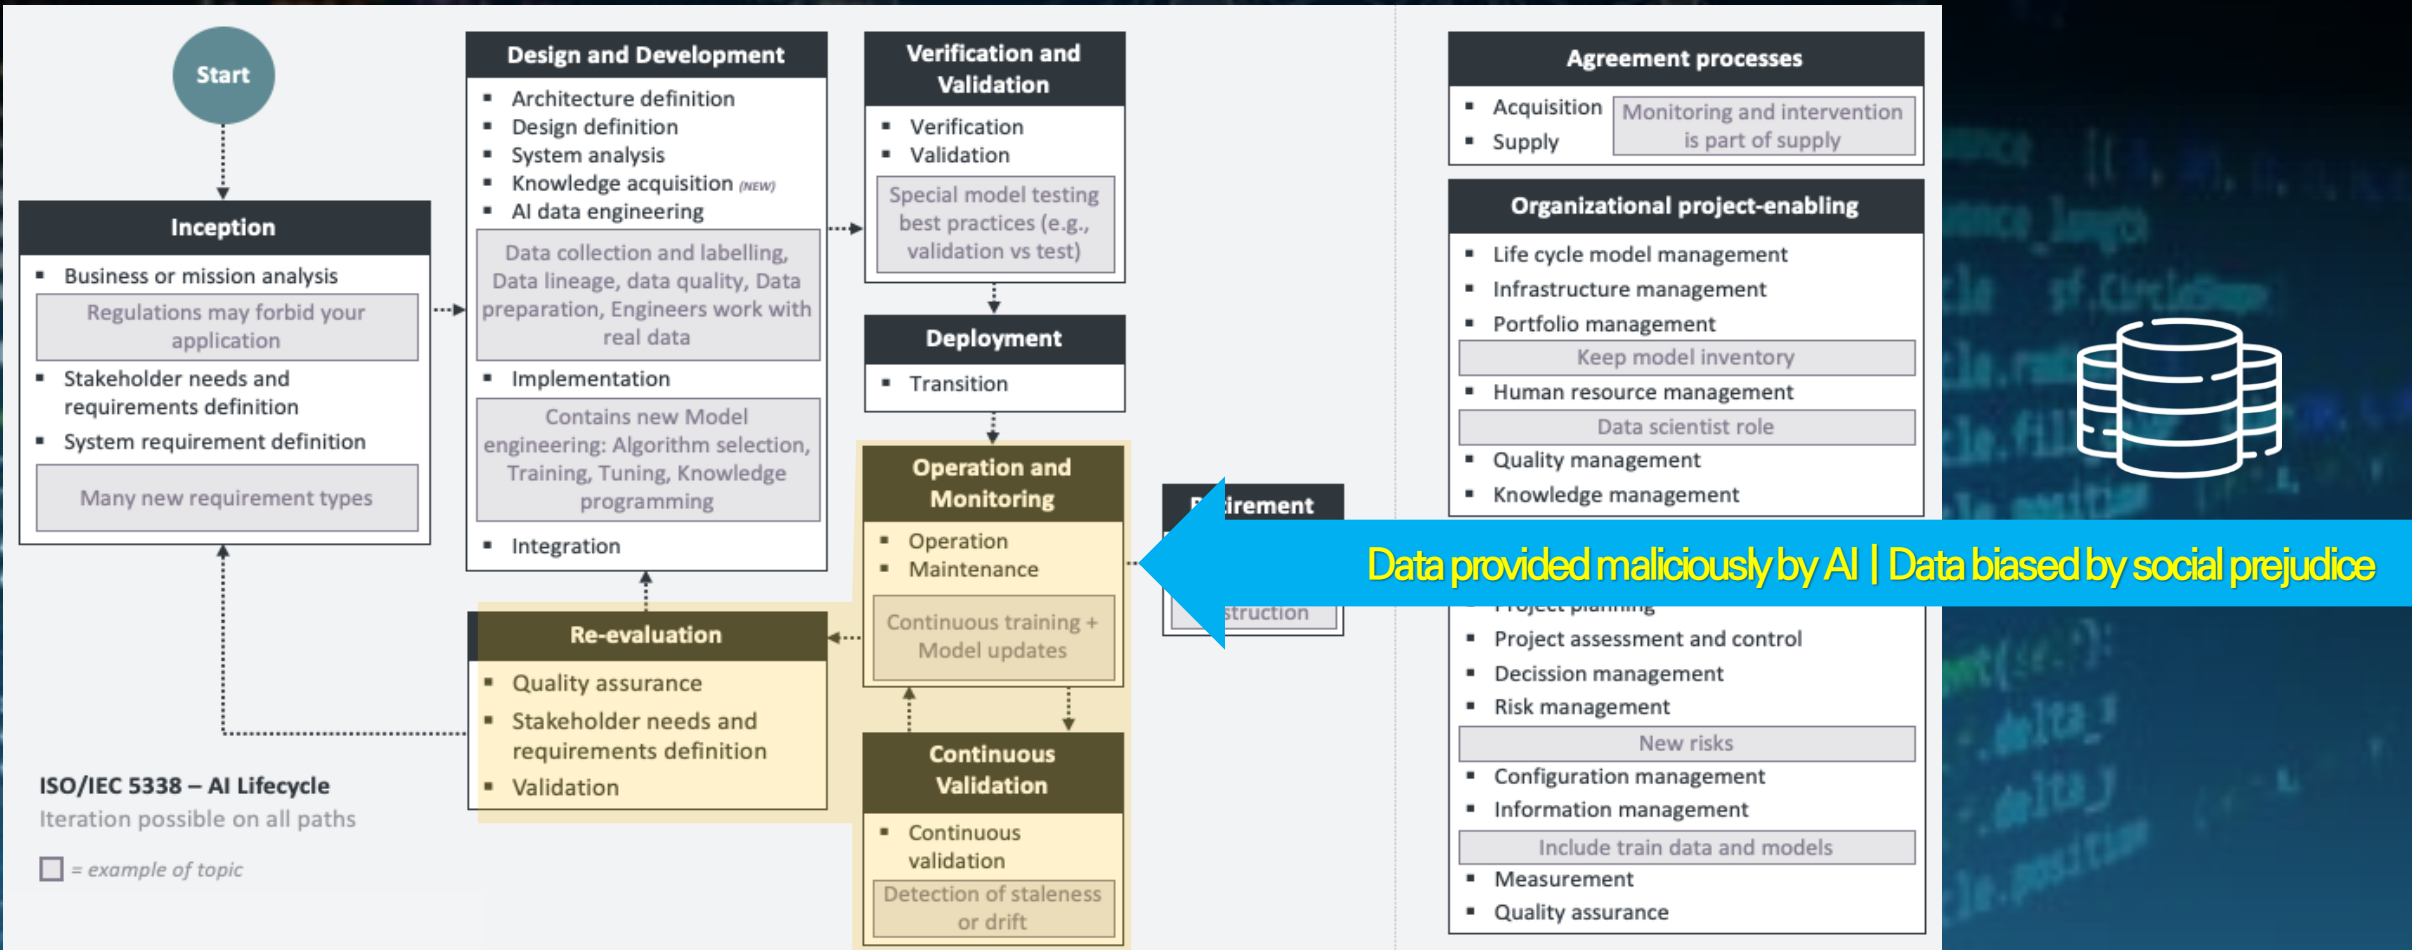 Start
Inception
Business or mission analysis
Regulations may forbid your
application
Stakeholder needs and
requirements definition
System requirement definition
Many new requirement types
Design and Development
Architecture definition
Design definition
System analysis
Knowledge acquisition (NEW)
AI data engineering
Data collection and labelling,
Data lineage, data quality, Data
preparation, Engineers work with
real data
Implementation
Contains new Model
engineering: Algorithm selection,
Training, Tuning, Knowledge
programming
Integration
Verification and
Validation
Verification
Validation
Special model testing
best practices (e.g.,
validation vs test)
Deployment
Transition
Operation and
Monitoring
Operation
Maintenance
Continuous training +
Model updates
Re-evaluation
Quality assurance
Stakeholder needs and
requirements definition
Validation
Continuous
Validation
Continuous
validation
Detection of staleness
or drift
ISO/IEC 5338 – AI Lifecycle
Iteration possible on all paths
= example of topic
Agreement processes
Acquisition
Supply
Monitoring and intervention
is part of supply
Organizational project-enabling
Life cycle model management
Infrastructure management
Portfolio management
Keep model inventory
Human resource management
Data scientist role
Quality management
Knowledge management
Data provided maliciously by AI | Data biased by social prejudice
Project planning
Project assessment and control
Decission management
Risk management
New risks
Configuration management
Information management
Include train data and models
Measurement
Quality assurance